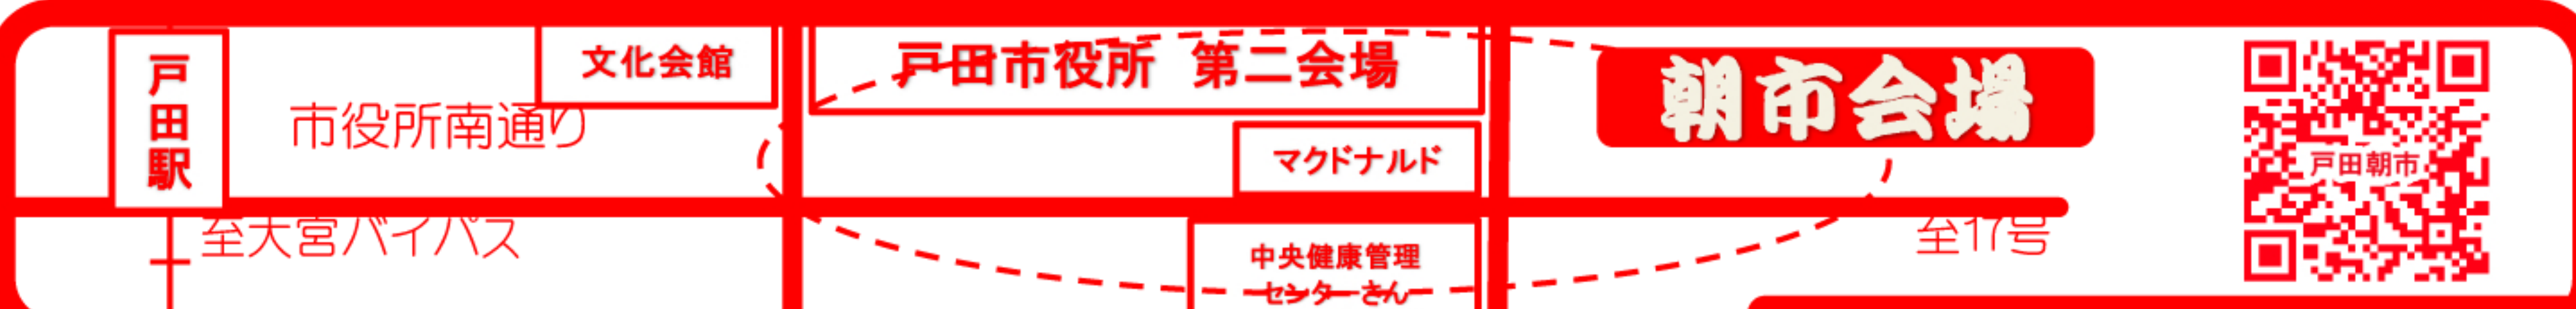 戸田駅
文化会館
戸田市役所　第二会場
朝市会場
市役所南通り
マクドナルド
戸田朝市
至大宮バイパス
至17号
中央健康管理
センターさん